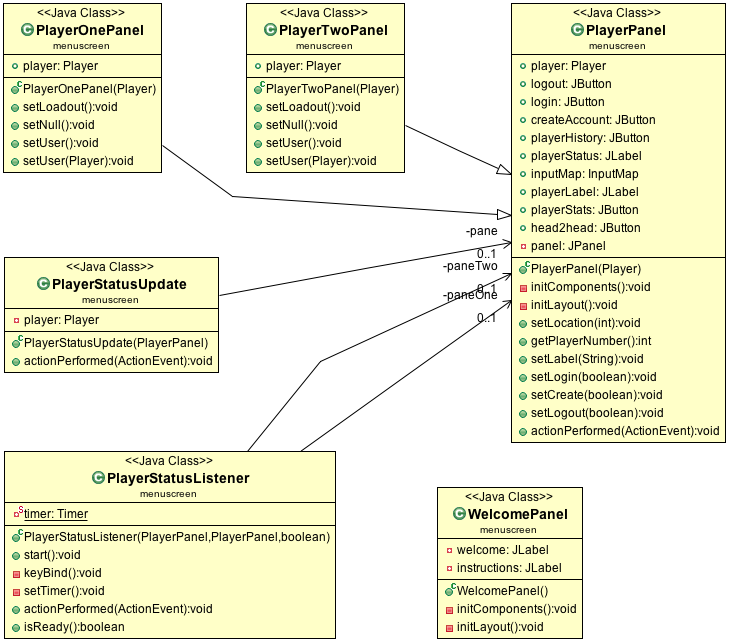 <<Java Class>>
PlayerOnePanel
menuscreen
player: Player
PlayerOnePanel(Player)
setLoadout():void
setNull():void
setUser():void
setUser(Player):void
<<Java Class>>
PlayerTwoPanel
menuscreen
player: Player
PlayerTwoPanel(Player)
setLoadout():void
setNull():void
setUser():void
setUser(Player):void
<<Java Class>>
PlayerPanel
menuscreen
player: Player
logout: JButton
login: JButton
createAccount: JButton
playerHistory: JButton
playerStatus: JLabel
inputMap: InputMap
playerLabel: JLabel
playerStats: JButton
head2head: JButton
panel: JPanel
PlayerPanel(Player)
initComponents():void
initLayout():void
setLocation(int):void
getPlayerNumber():int
setLabel(String):void
setLogin(boolean):void
setCreate(boolean):void
setLogout(boolean):void
actionPerformed(ActionEvent):void
-pane
0..1
-paneTwo
0..1
-paneOne
0..1
<<Java Class>>
PlayerStatusUpdate
menuscreen
player: Player
PlayerStatusUpdate(PlayerPanel)
actionPerformed(ActionEvent):void
<<Java Class>>
PlayerStatusListener
menuscreen
timer: Timer
PlayerStatusListener(PlayerPanel,PlayerPanel,boolean)
start():void
keyBind():void
setTimer():void
actionPerformed(ActionEvent):void
isReady():boolean
<<Java Class>>
WelcomePanel
menuscreen
welcome: JLabel
instructions: JLabel
WelcomePanel()
initComponents():void
initLayout():void